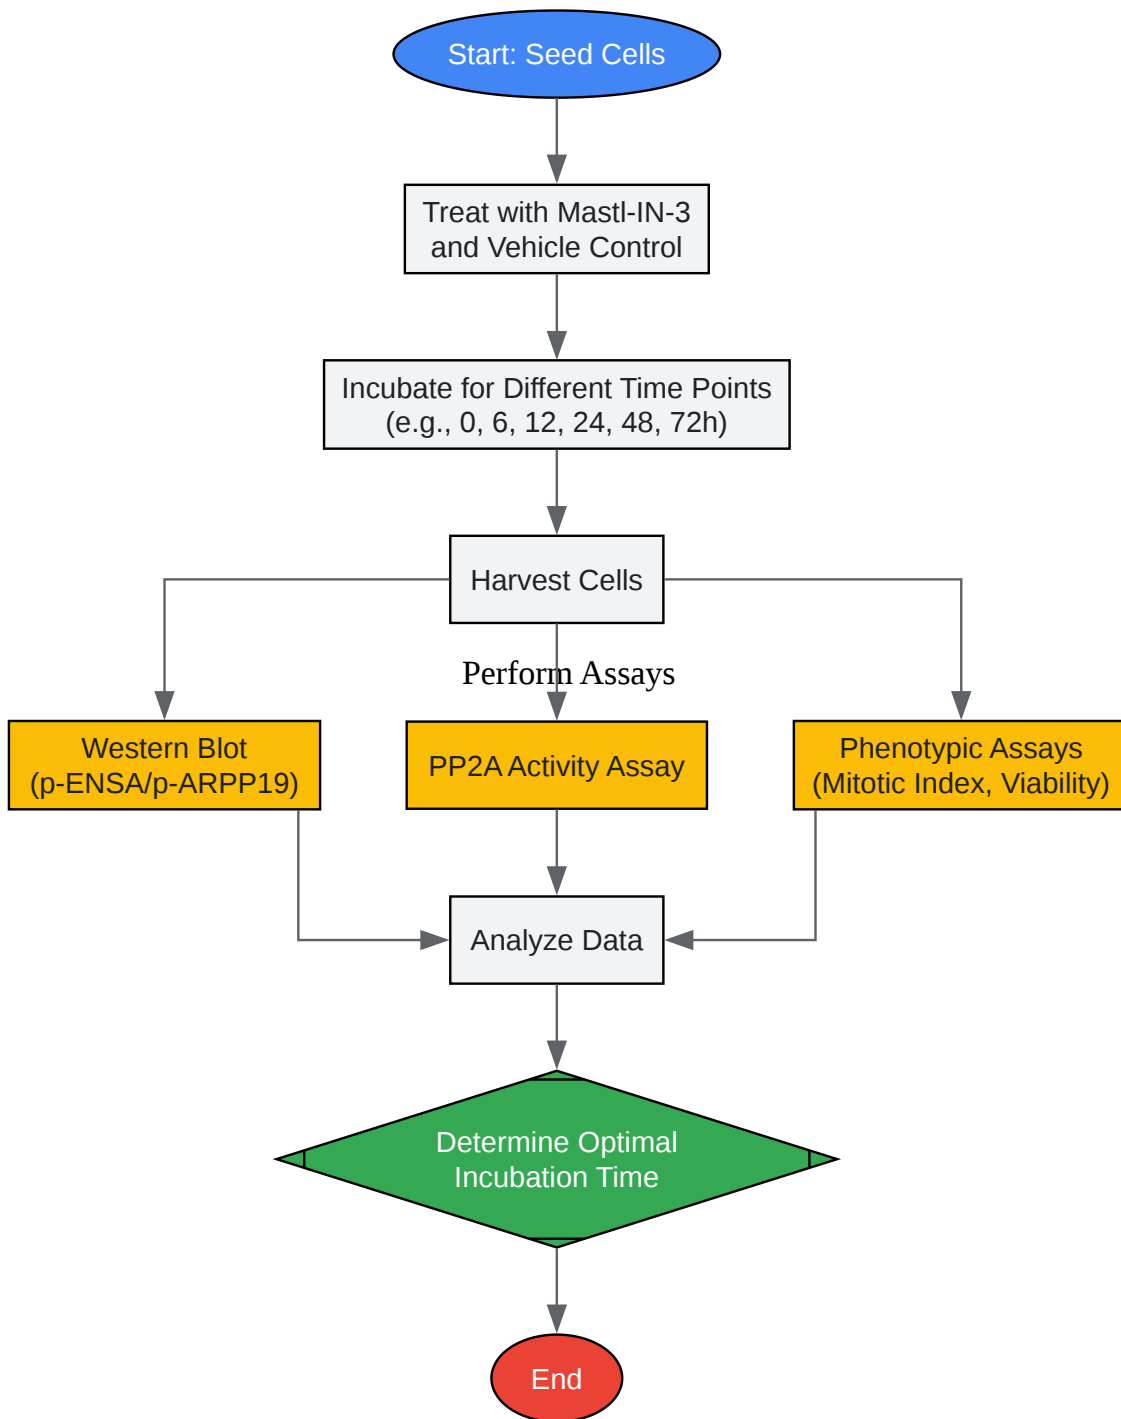 Start: Seed Cells
Treat with Mastl-IN-3
and Vehicle Control
Incubate for Different Time Points
(e.g., 0, 6, 12, 24, 48, 72h)
Harvest Cells
Perform Assays
Western Blot
(p-ENSA/p-ARPP19)
PP2A Activity Assay
Phenotypic Assays
(Mitotic Index, Viability)
Analyze Data
Determine Optimal
Incubation Time
End